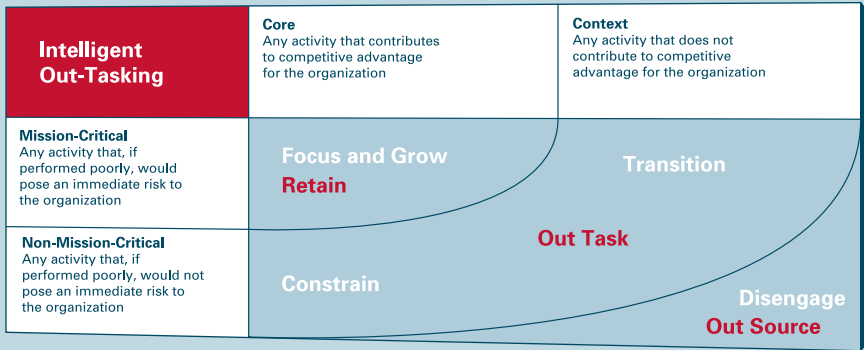 Intelligent
Out-Tasking
Core
Any activity that contributes
to competitive advantage
for the organization
Context
Any activity that does not
contribute to competitive
advantage for the organization
Mission-Critical
Any activity that, if
performed poorly, would
pose an immediate risk to
the organization
Focus and Grow
Retain
Transition
Out Task
Non-Mission-Critical
Any activity that, if
performed poorly, would not
pose an immediate risk to
the organization
Constrain
Disengage
Out Source